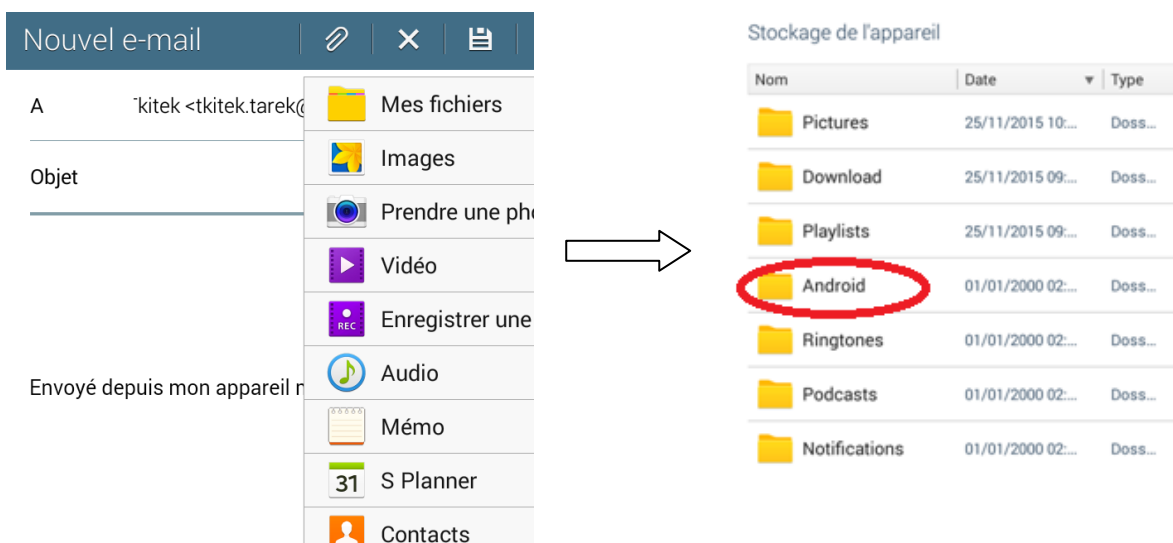 Nouvel e-mail
A kitek <tkitek.tarek@
Objet
Envoyé depuis mon appareil
Mes fichiers
Images
Prendre une pho
Vidéo
REC
Enregistrer une
Audio
Mémo
31
S Planner
Contacts
Stockage de l'appareil
Nom Date Type
Pictures 25/11/2015 10:... Doss...
Download 25/11/2015 09:... Doss...
Playlists 25/11/2015 09:... Doss...
Android 01/01/2000 02:... Doss...
Ringtones 01/01/2000 02:... Doss...
Podcasts 01/01/2000 02:... Doss...
Notifications 01/01/2000 02:... Doss...